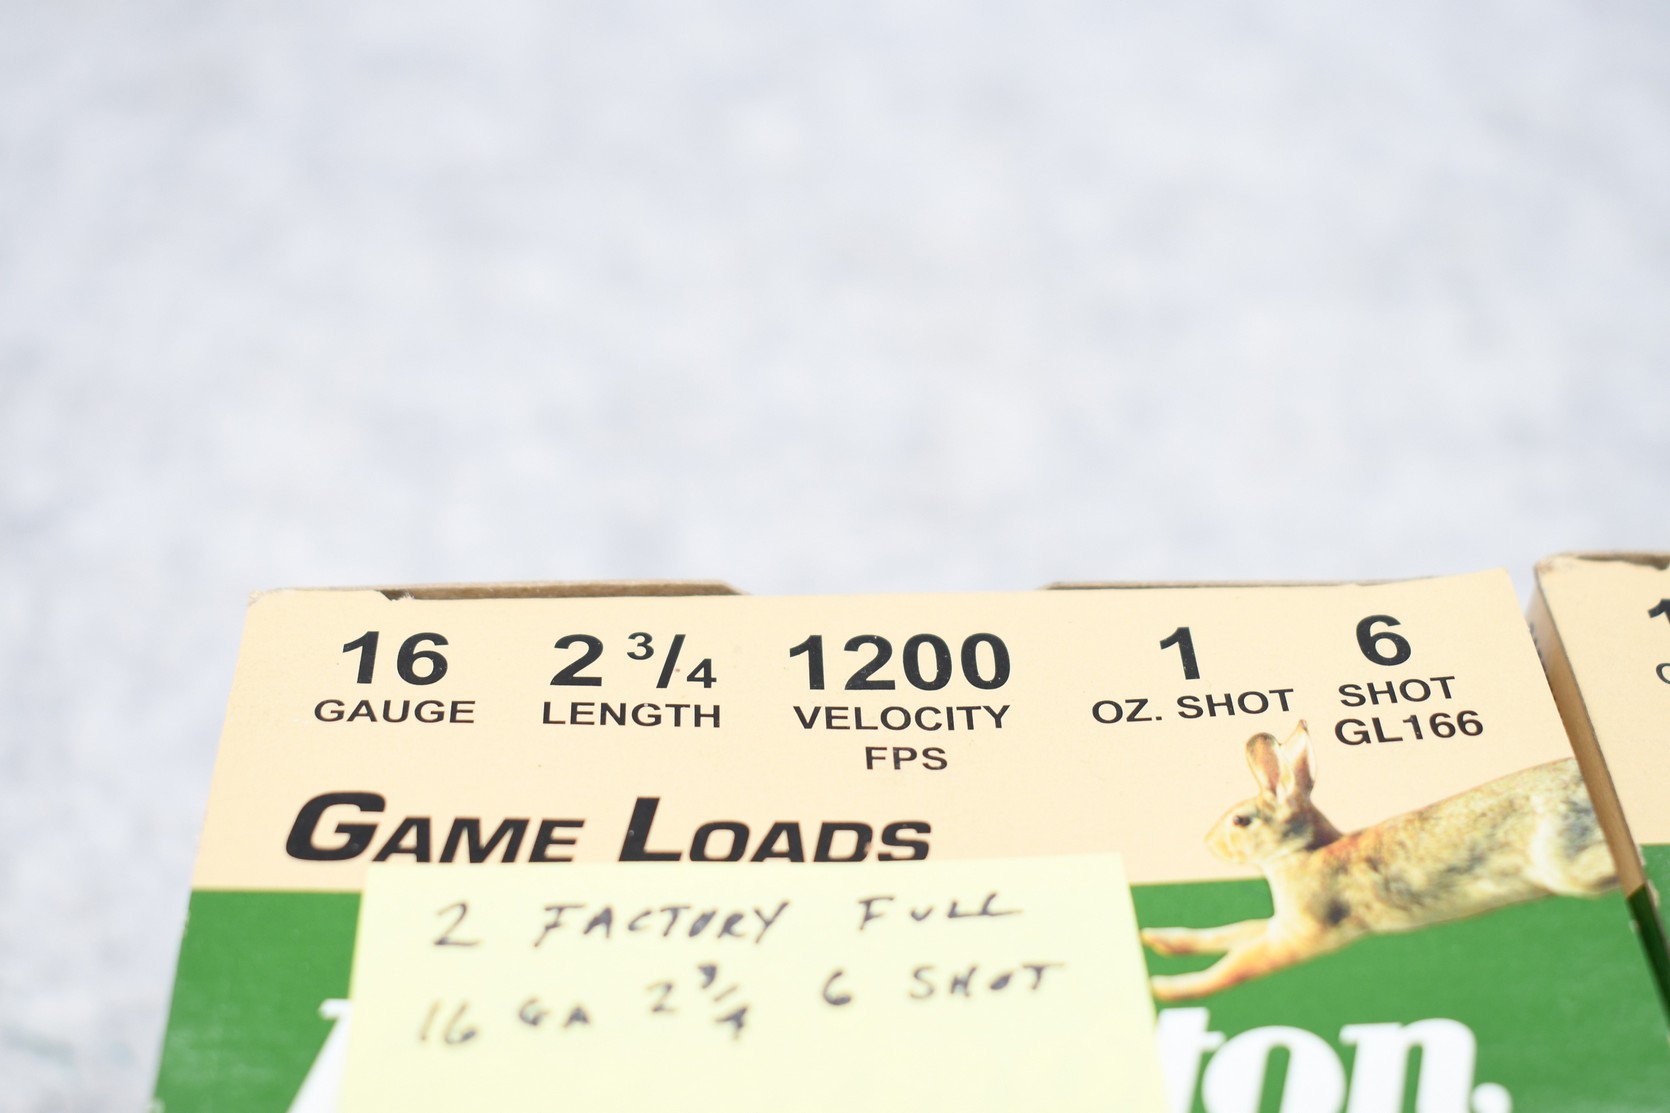 16 2 3/4 1200 1 6
GAUGE LENGTH VELOCITY FPS OZ. SHOT SHOT
GL166
GAME LOADS
2 FACTORY FULL
16 GA 2 3/4 6 SHOT